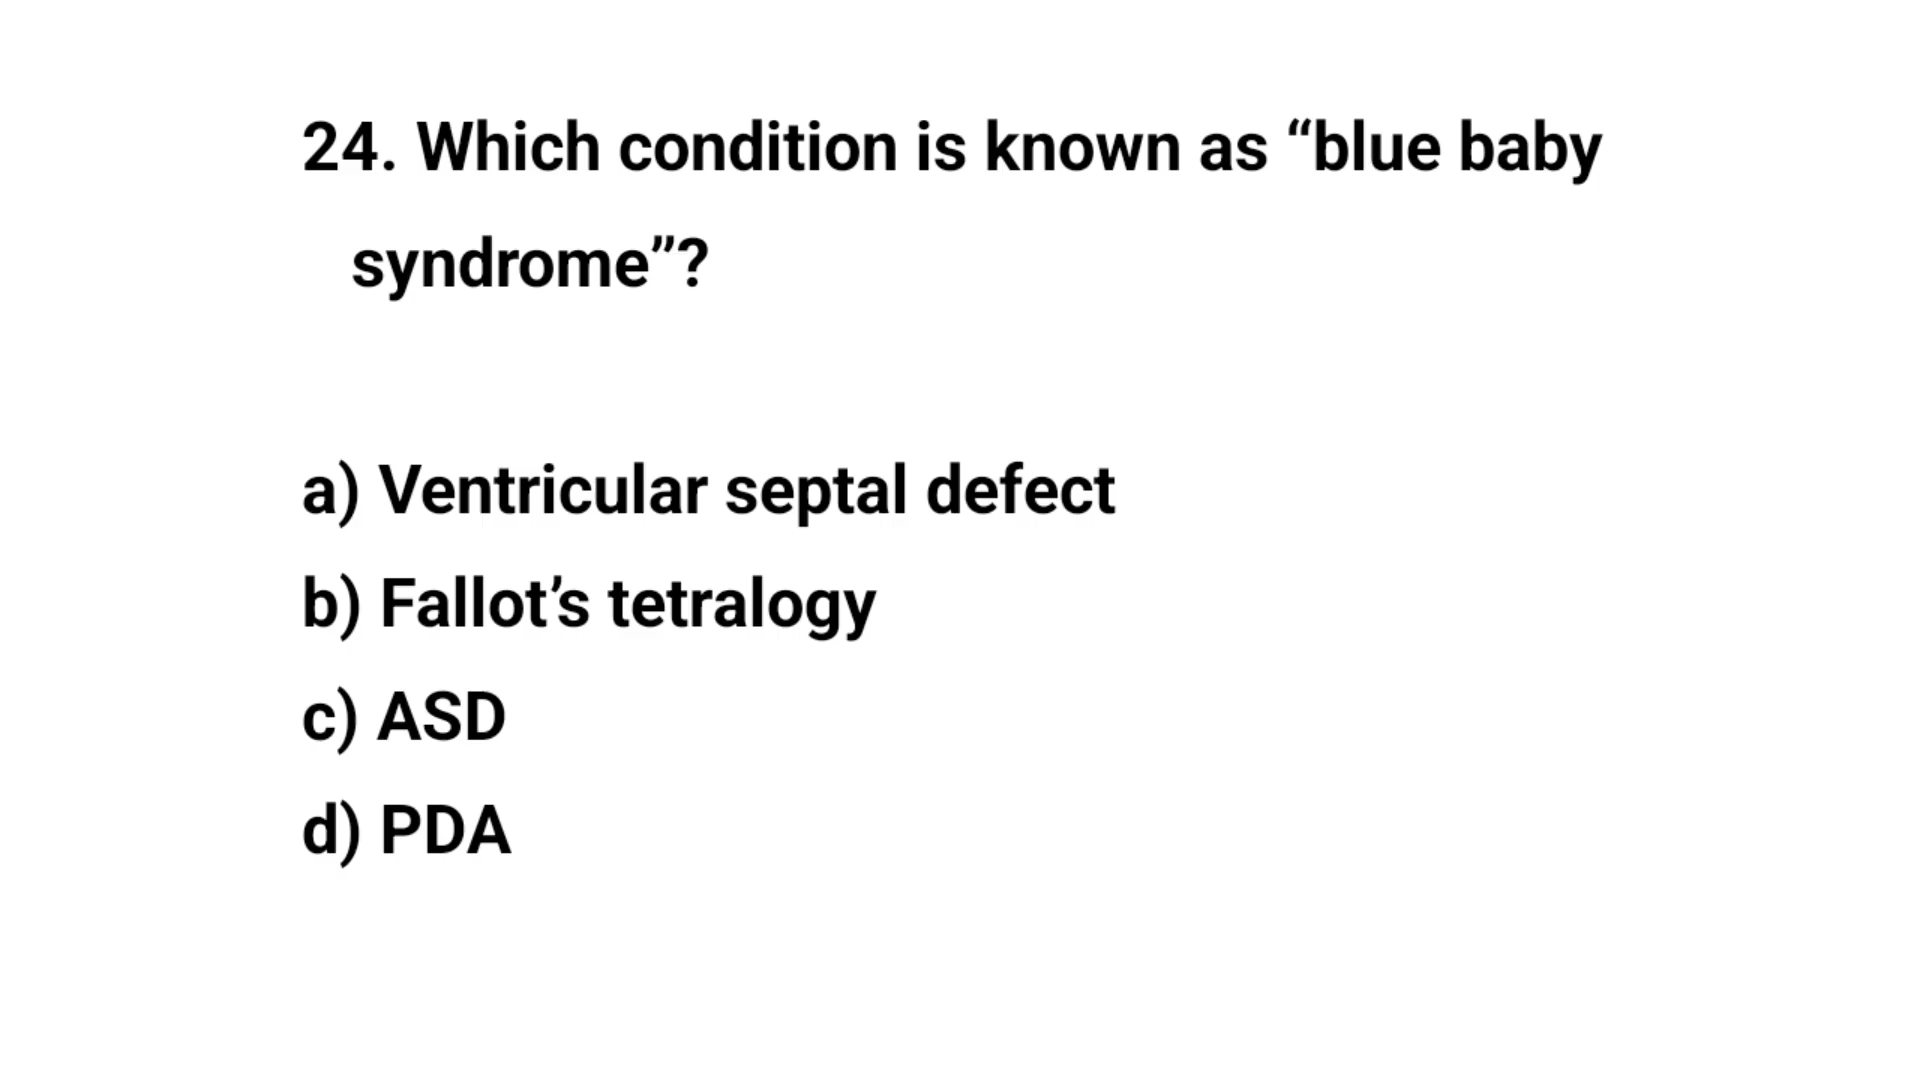 24. Which condition is known as “blue baby
syndrome”?
a) Ventricular septal defect
b) Fallot’s tetralogy
c) ASD
d) PDA